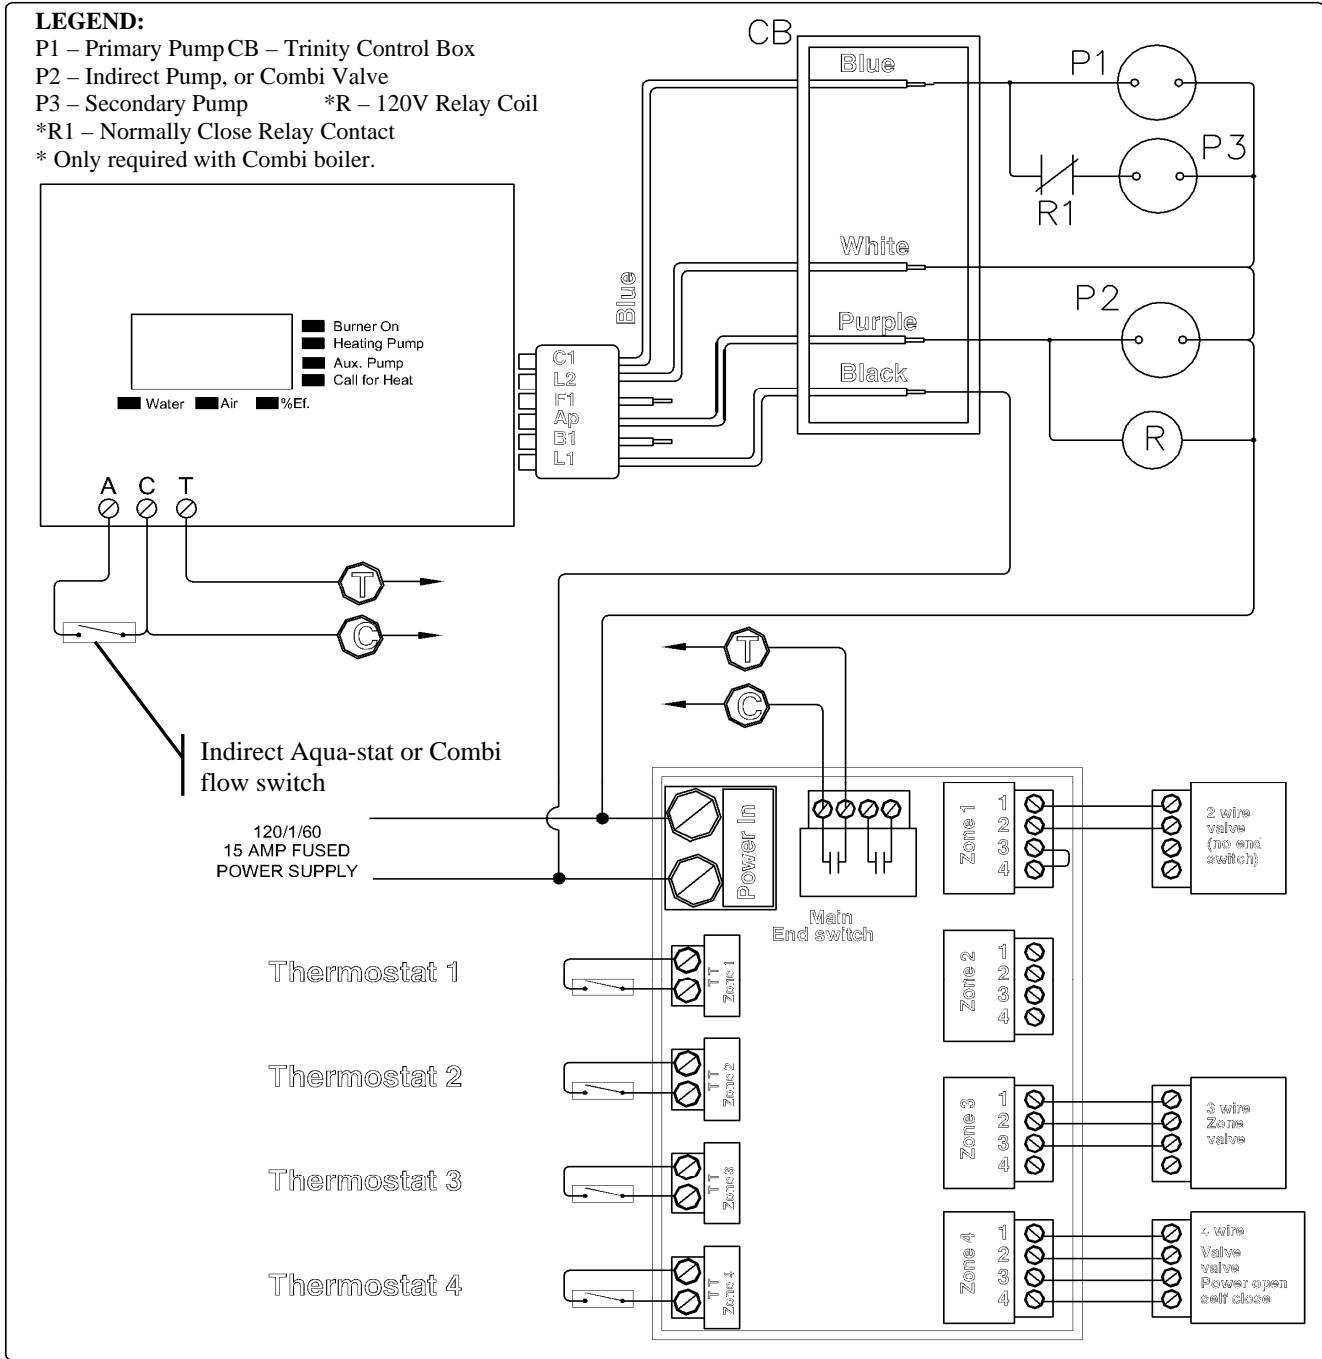 LEGEND:
P1 – Primary Pump CB – Trinity Control Box
P2 – Indirect Pump, or Combi Valve
P3 – Secondary Pump *R – 120V Relay Coil
*R1 – Normally Close Relay Contact
* Only required with Combi boiler.
CB
Blue
P1
P3
R1
White
Blue
P2
Purple
Black
R
Burner On
Heating Pump
Aux. Pump
Call for Heat
Water Air %Ef.
C1
L2
F1
Ap
B1
L1
A C T
T
C
T
C
Indirect Aqua-stat or Combi
flow switch
120/1/60
15 AMP FUSED
POWER SUPPLY
Power In
Main
End switch
Zone 1
1
2
3
4
2 wire
valve
(no end
switch)
Thermostat 1
T T
Zone 1
Zone 2
1
2
3
4
Thermostat 2
T T
Zone 2
Zone 3
1
2
3
4
3 wire
Zone
valve
Thermostat 3
T T
Zone 3
Zone 4
1
2
3
4
4 wire
Valve
valve
Power open
self close
Thermostat 4
T T
Zone 4